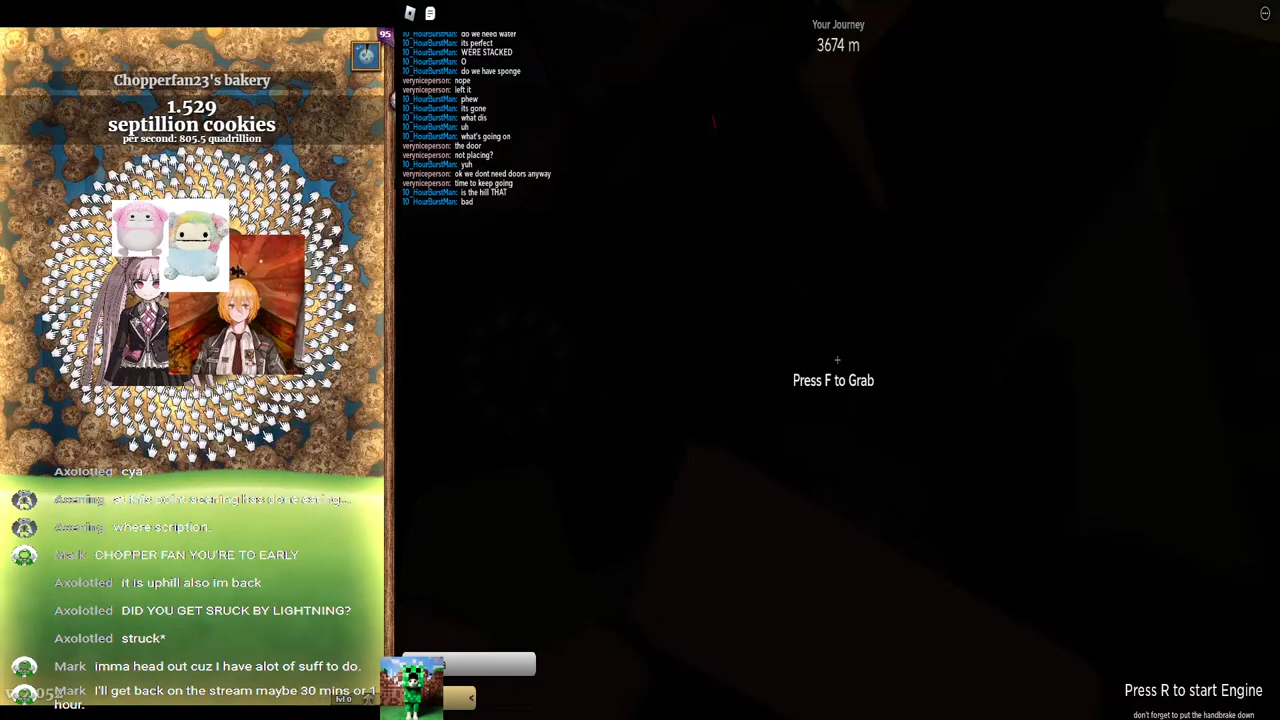 95
Chopperfan23's bakery
1.529
septillion cookies
per second: 805.5 quadrillion
Axolotled cya
where scription.
Mark CHOPPER FAN YOU'RE TO EARLY
Axolotled it is uphill also im back
Axolotled DID YOU GET SRUCK BY LIGHTNING?
Axolotled struck*
Mark imma head out cuz I have alot of suff to do.
Mark I'll get back on the stream maybe 30 mins or 1
hour.
lvl 0
10_HourBurstMan: do we need water
10_HourBurstMan: its perfect
10_HourBurstMan: WERE STACKED
10_HourBurstMan: O
10_HourBurstMan: do we have sponge
veryniceperson: nope
veryniceperson: left it
10_HourBurstMan: phew
10_HourBurstMan: its gone
10_HourBurstMan: what dis
10_HourBurstMan: uh
10_HourBurstMan: what's going on
veryniceperson: the door
veryniceperson: not placing?
10_HourBurstMan: yuh
veryniceperson: ok we dont need doors anyway
veryniceperson: time to keep going
10_HourBurstMan: is the hill THAT
10_HourBurstMan: bad
Your Journey
3674 m
Press F to Grab
Press R to start Engine
don't forget to put the handbrake down